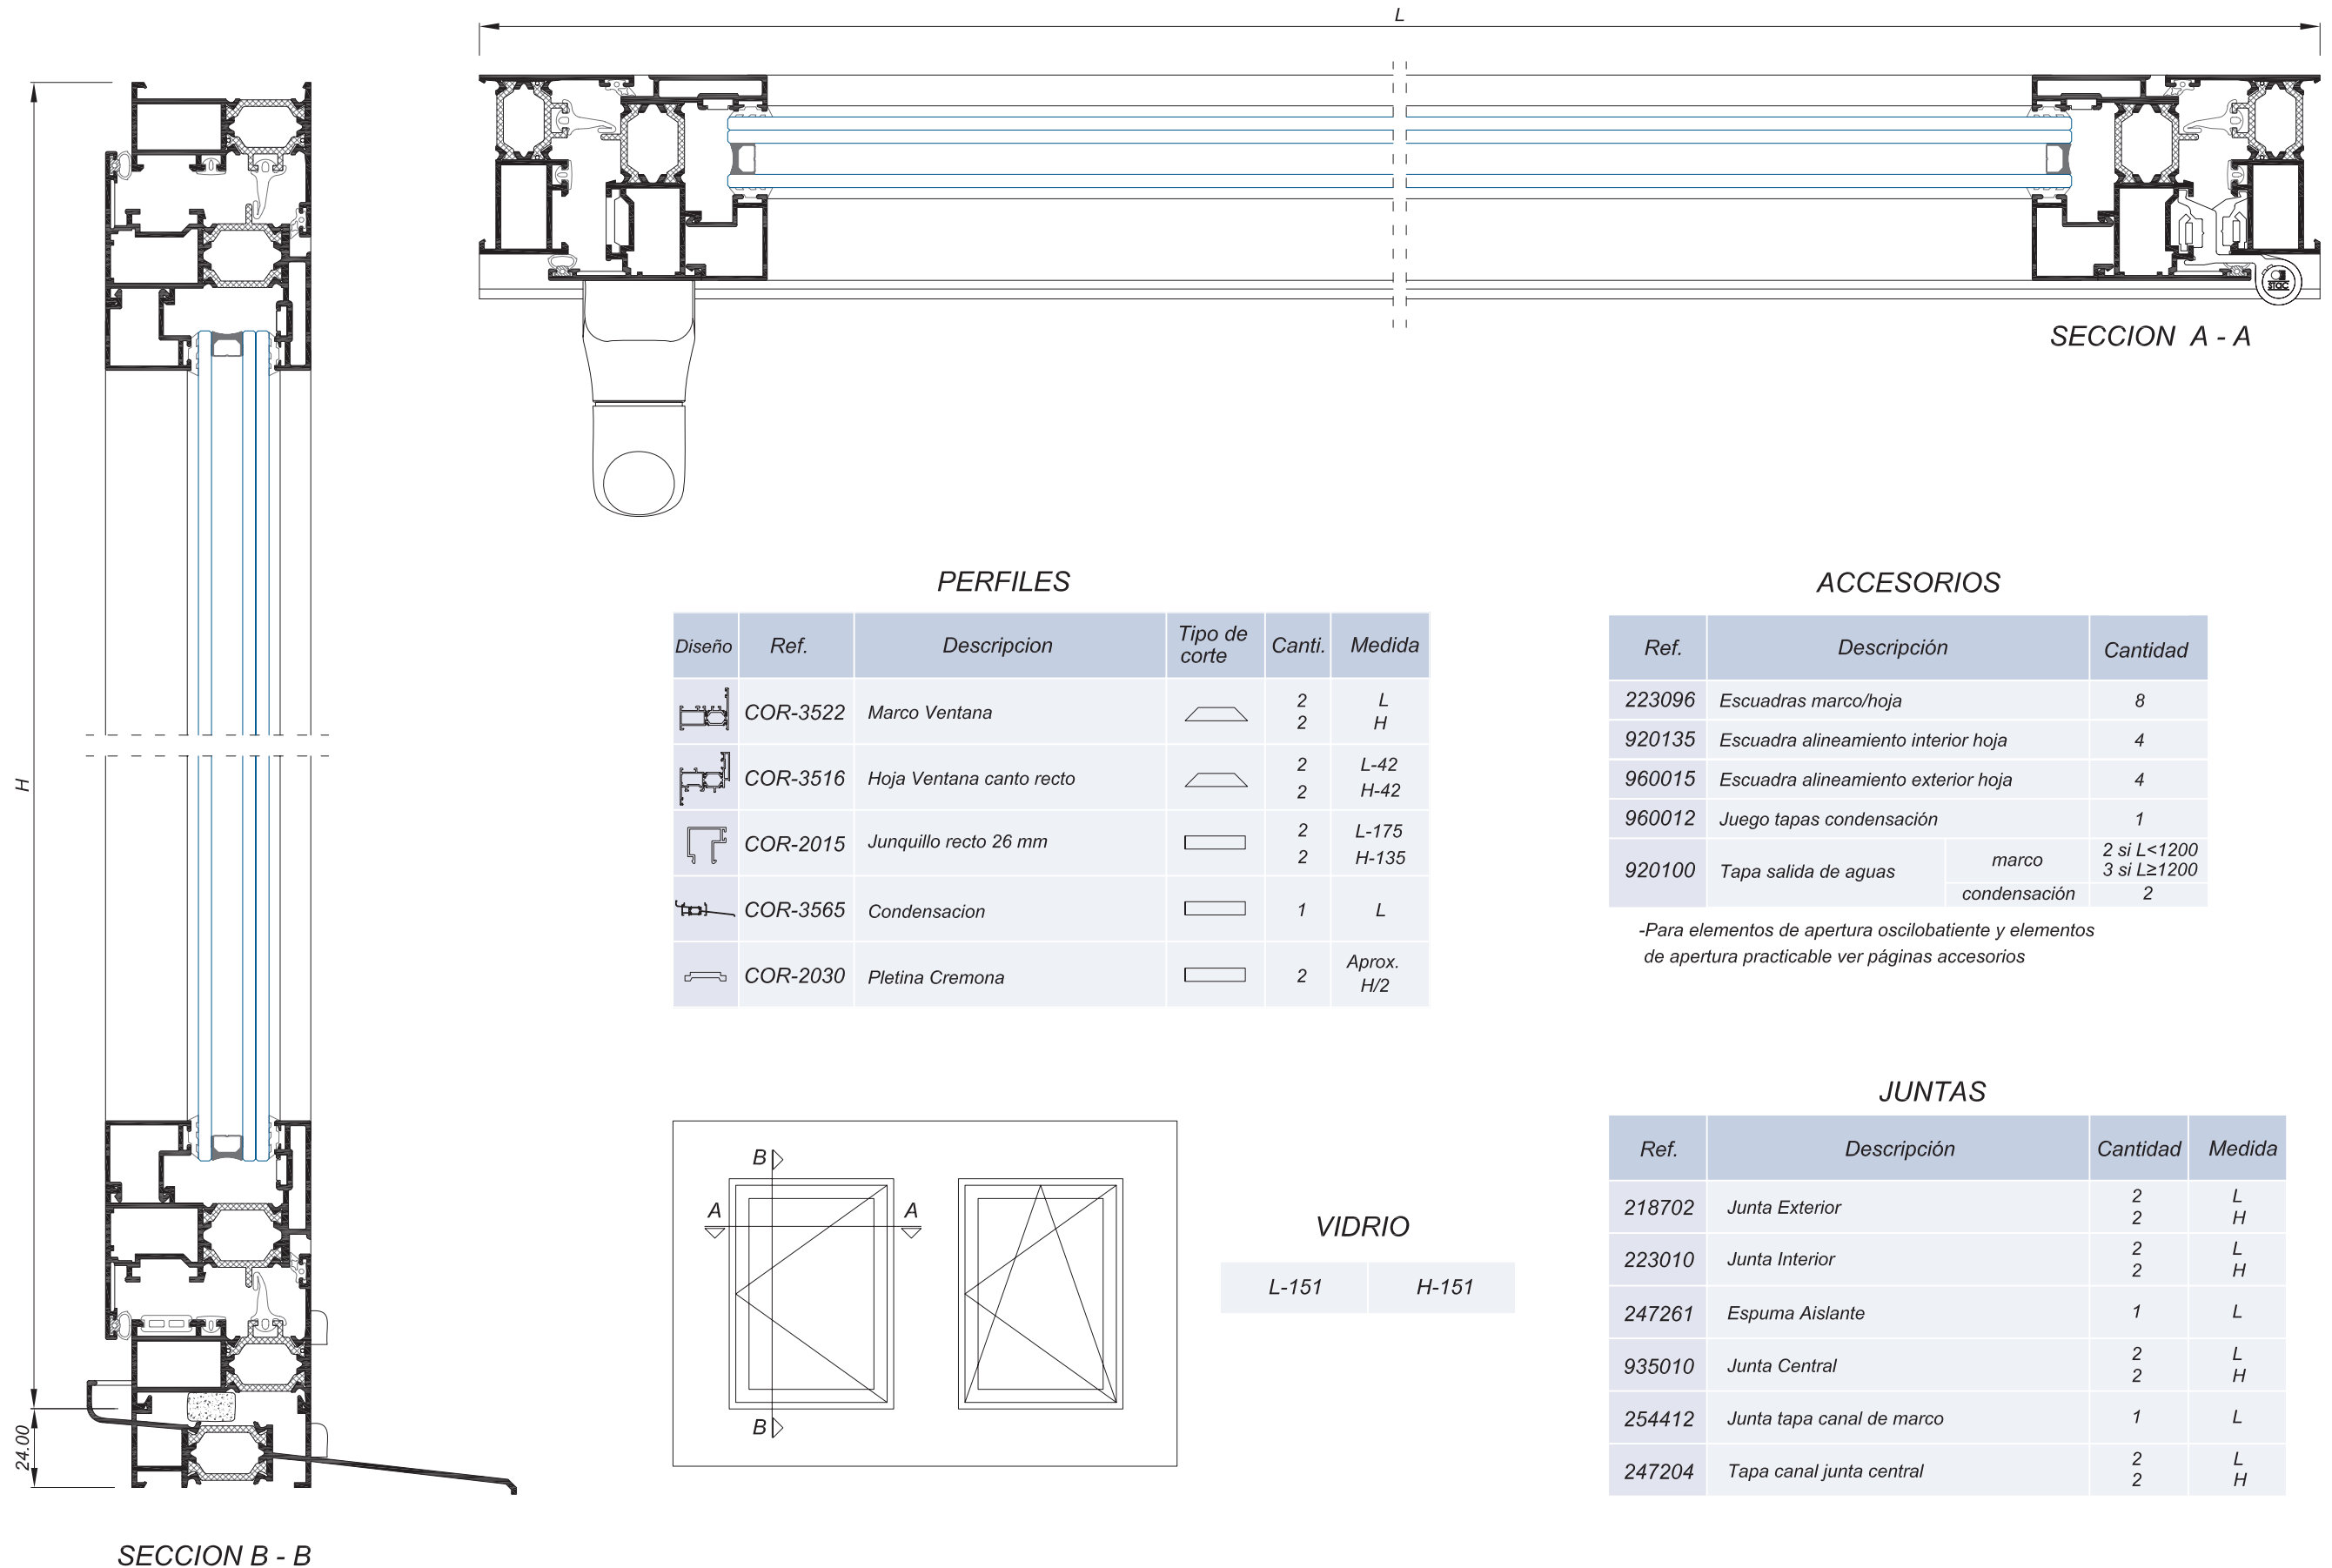 L
H
24.00
STAC
SECCION A - A
SECCION B - B
PERFILES
Diseño Ref. Descripcion Tipo de corte Canti. Medida
COR-3522 Marco Ventana 2 L
2 H
COR-3516 Hoja Ventana canto recto 2 L-42
2 H-42
COR-2015 Junquillo recto 26 mm 2 L-175
2 H-135
COR-3565 Condensacion 1 L
COR-2030 Pletina Cremona 2 Aprox.
H/2
ACCESORIOS
Ref. Descripción Cantidad
223096 Escuadras marco/hoja 8
920135 Escuadra alineamiento interior hoja 4
960015 Escuadra alineamiento exterior hoja 4
960012 Juego tapas condensación 1
920100 Tapa salida de aguas marco 2 si L<1200
3 si L≥1200
condensación 2
-Para elementos de apertura oscilobatiente y elementos
de apertura practicable ver páginas accesorios
B
A A
B
VIDRIO
L-151 H-151
JUNTAS
Ref. Descripción Cantidad Medida
218702 Junta Exterior 2 L
2 H
223010 Junta Interior 2 L
2 H
247261 Espuma Aislante 1 L
935010 Junta Central 2 L
2 H
254412 Junta tapa canal de marco 1 L
247204 Tapa canal junta central 2 L
2 H